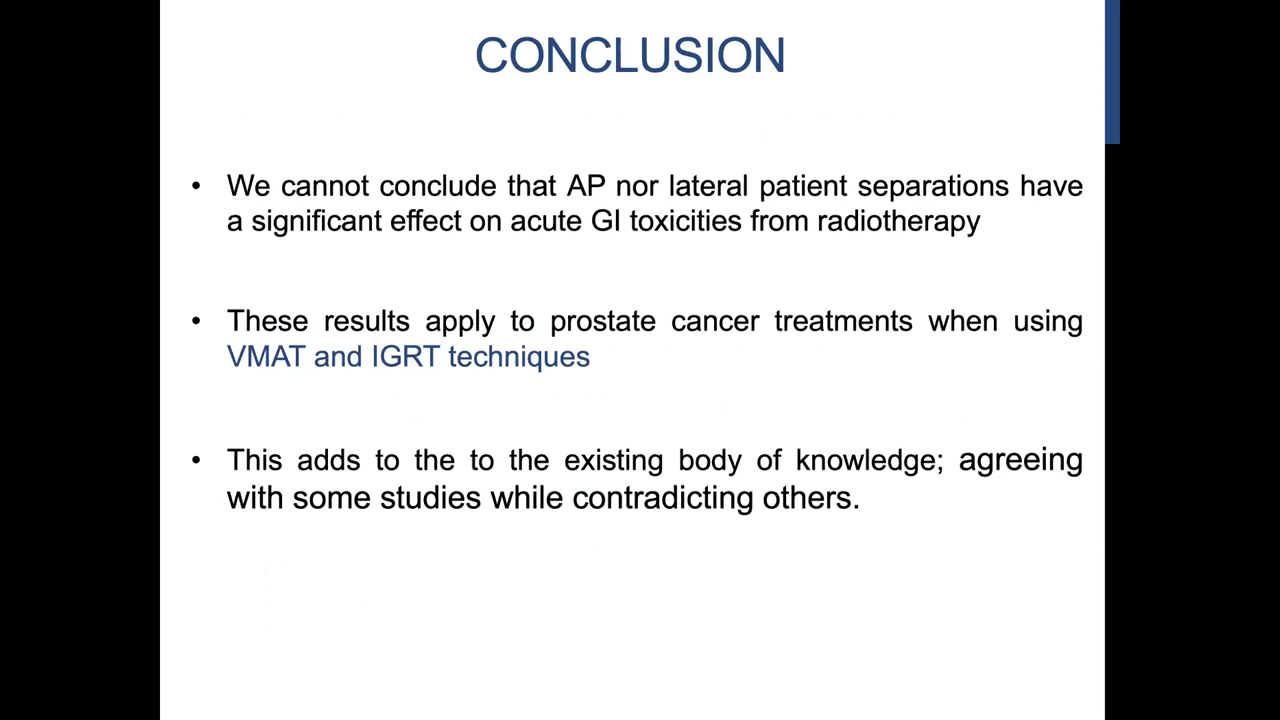 CONCLUSION
• We cannot conclude that AP nor lateral patient separations have
a significant effect on acute GI toxicities from radiotherapy
• These results apply to prostate cancer treatments when using
VMAT and IGRT techniques
• This adds to the to the existing body of knowledge; agreeing
with some studies while contradicting others.